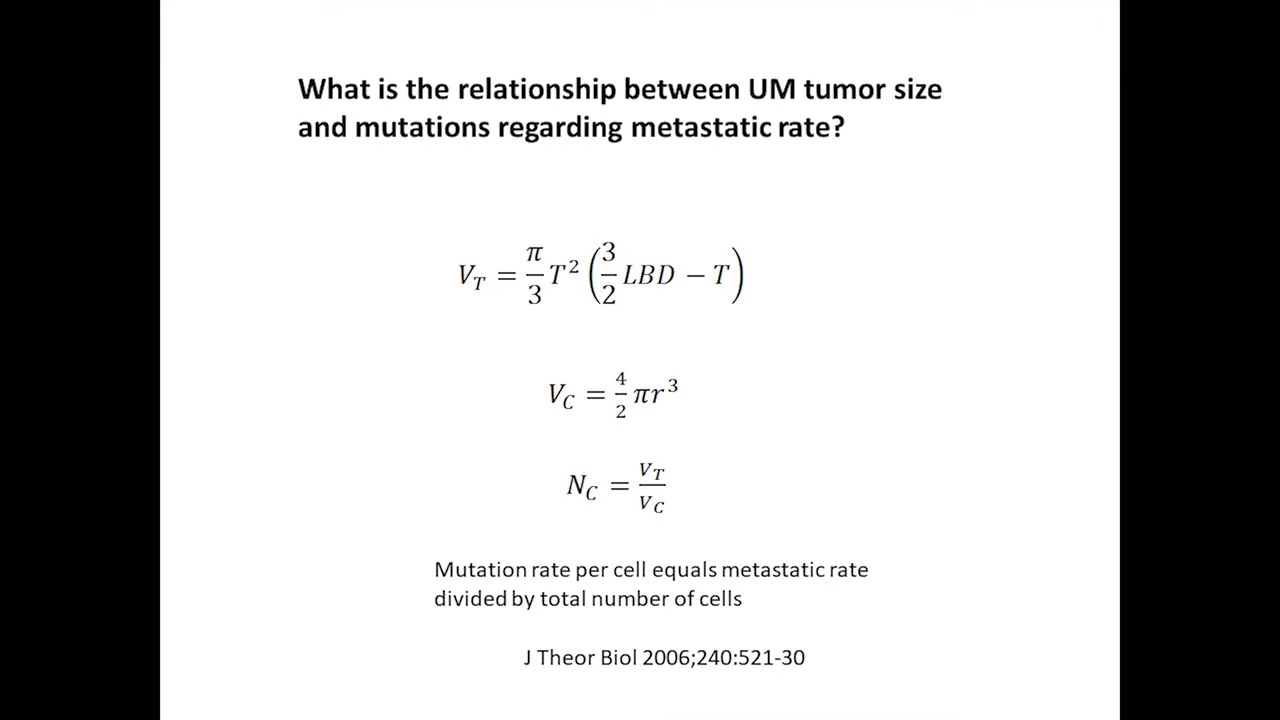 What is the relationship between UM tumor size
and mutations regarding metastatic rate?
V_T = π/3 T² (3/2 LBD − T)
V_C = 4/2 πr³
N_C = V_T/V_C
Mutation rate per cell equals metastatic rate
divided by total number of cells
J Theor Biol 2006;240:521-30